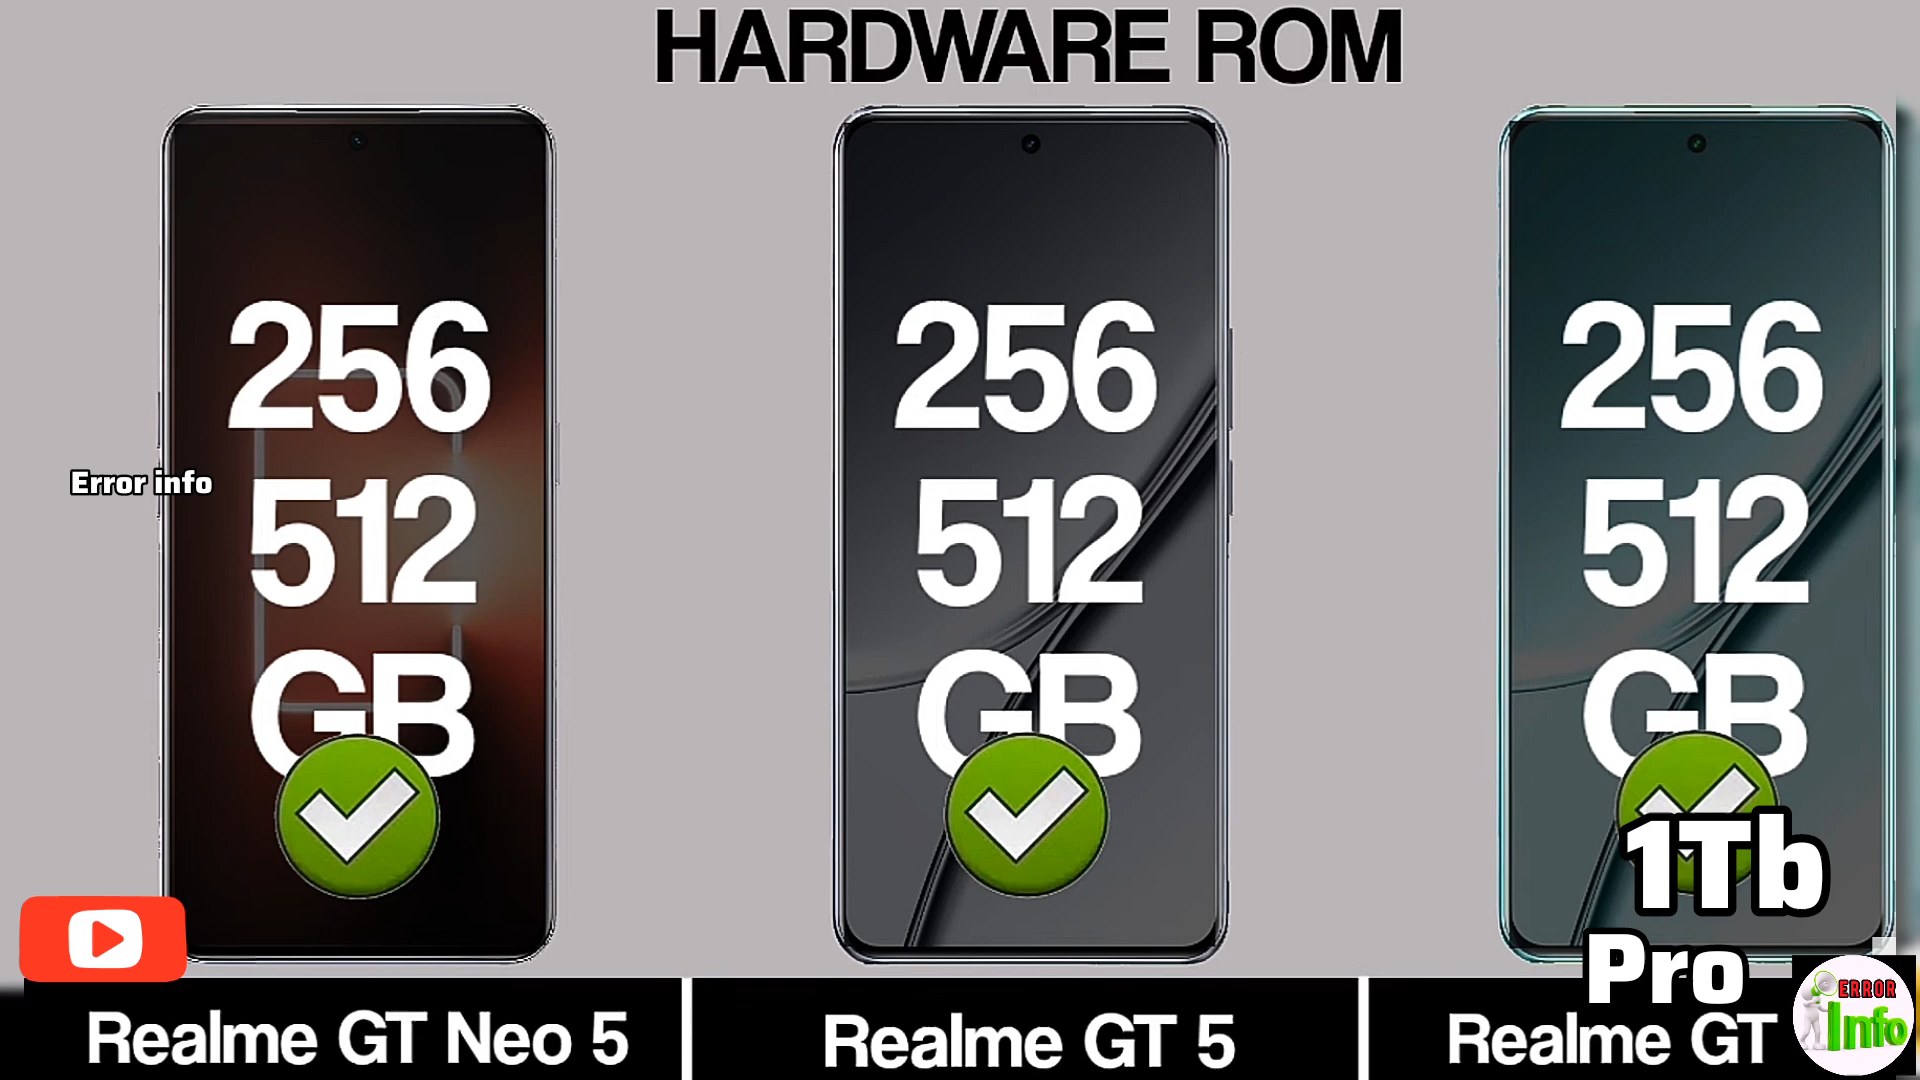 HARDWARE ROM
256
512
GB
256
512
GB
256
512
GB
1Tb
Pro
Error info
Realme GT Neo 5
Realme GT 5
Realme GT
ERROR
Info